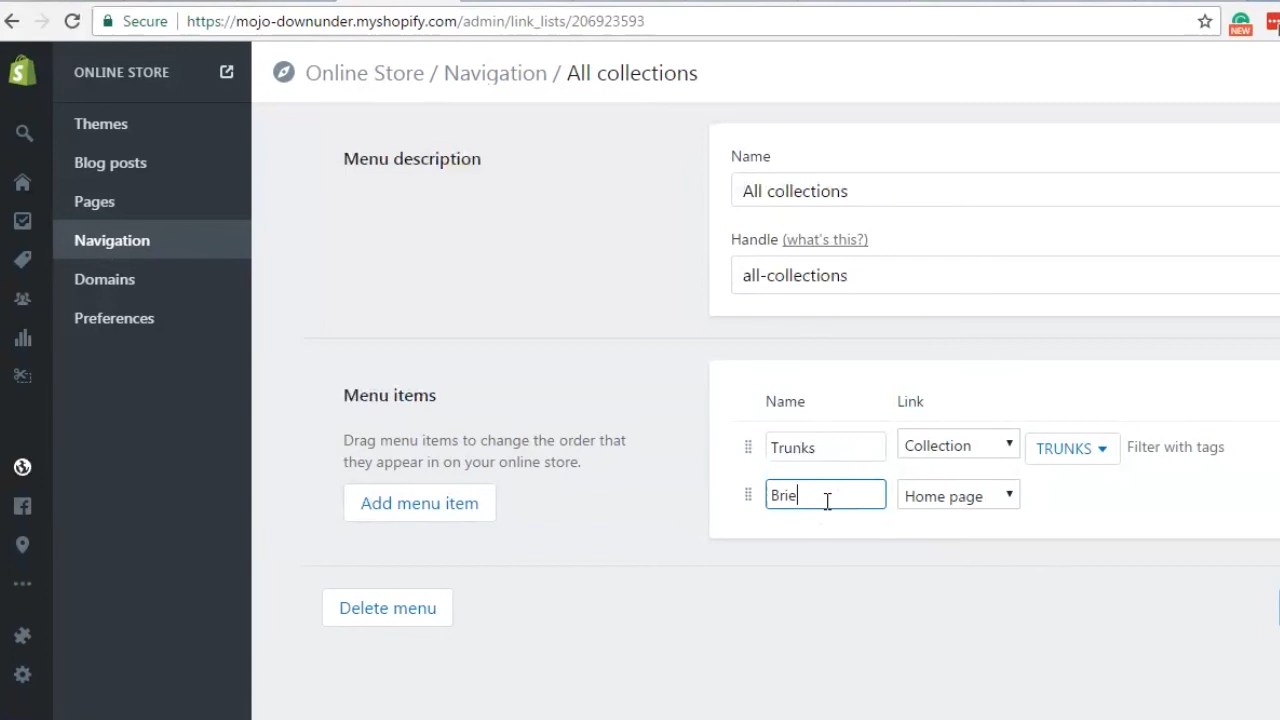 Secure https://mojo-downunder.myshopify.com/admin/link_lists/206923593
NEW
ONLINE STORE
Online Store / Navigation / All collections
Themes
Blog posts
Pages
Navigation
Domains
Preferences
Menu description
Name
All collections
Handle (what's this?)
all-collections
Menu items
Drag menu items to change the order that
they appear in on your online store.
Add menu item
Name Link
Trunks Collection TRUNKS Filter with tags
Brie Home page
Delete menu